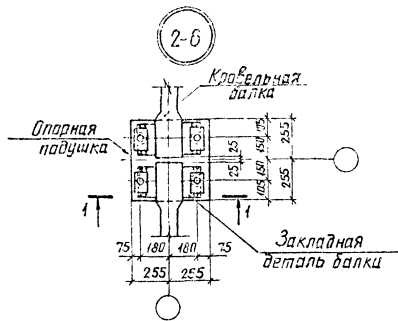 2-6
Кровельная
балка
Опорная
подушка
75
150
255
25
25
150
105
255
1
1
75
180
180
75
255
255
Закладная
деталь балки